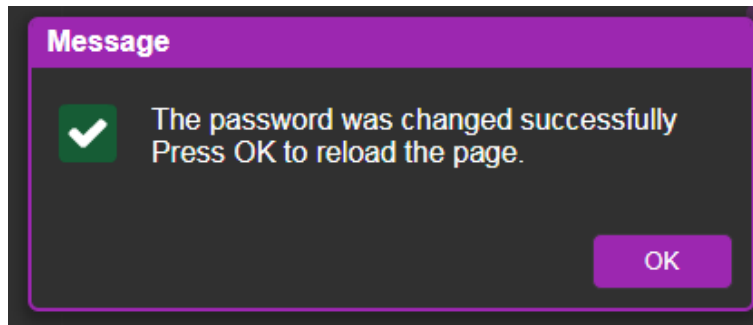 Message
The password was changed successfully
Press OK to reload the page.
OK